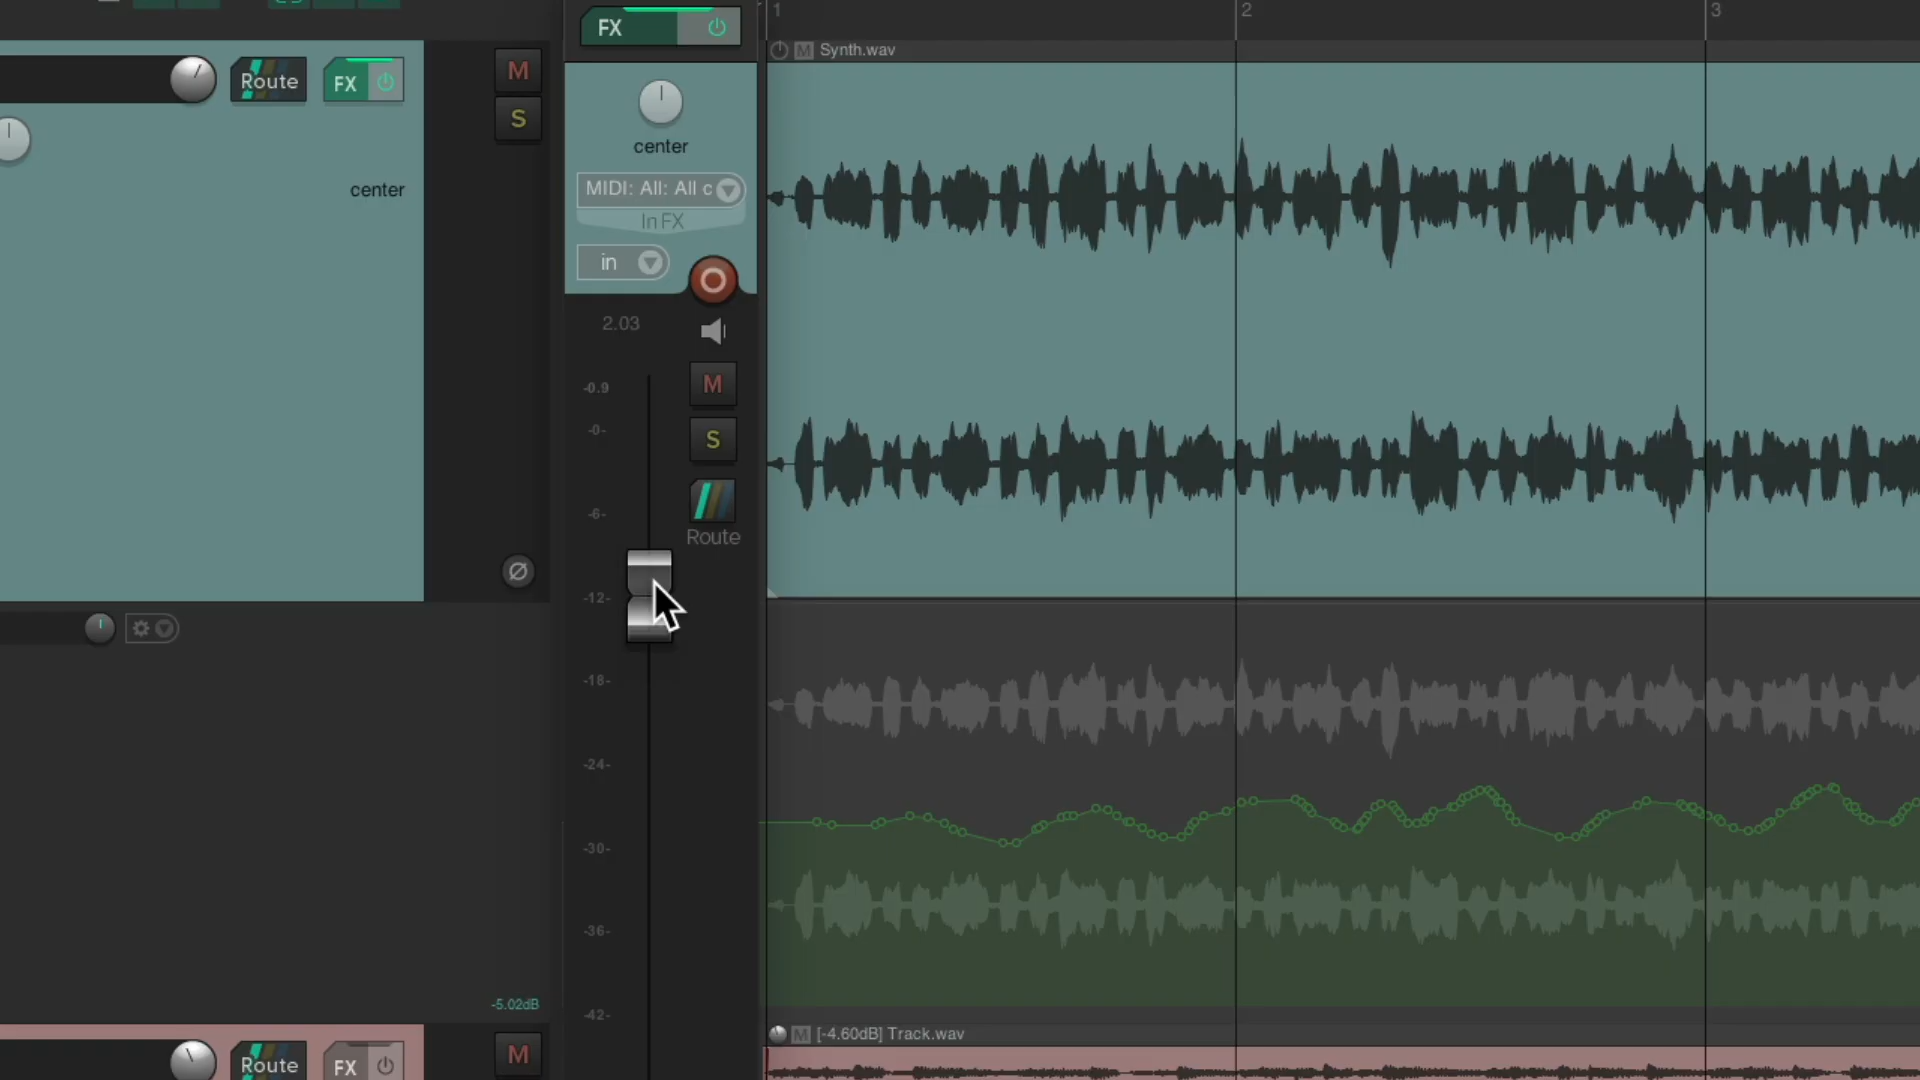 FX
1
2
3
M Synth.wav
Route
FX
M
S
center
center
MIDI: All: All c
In FX
in
2.03
-0.9
M
-0-
S
-6-
Route
-12-
-18-
-24-
-30-
-36-
-5.02dB
-42-
M [-4.60dB] Track.wav
Route
FX
M